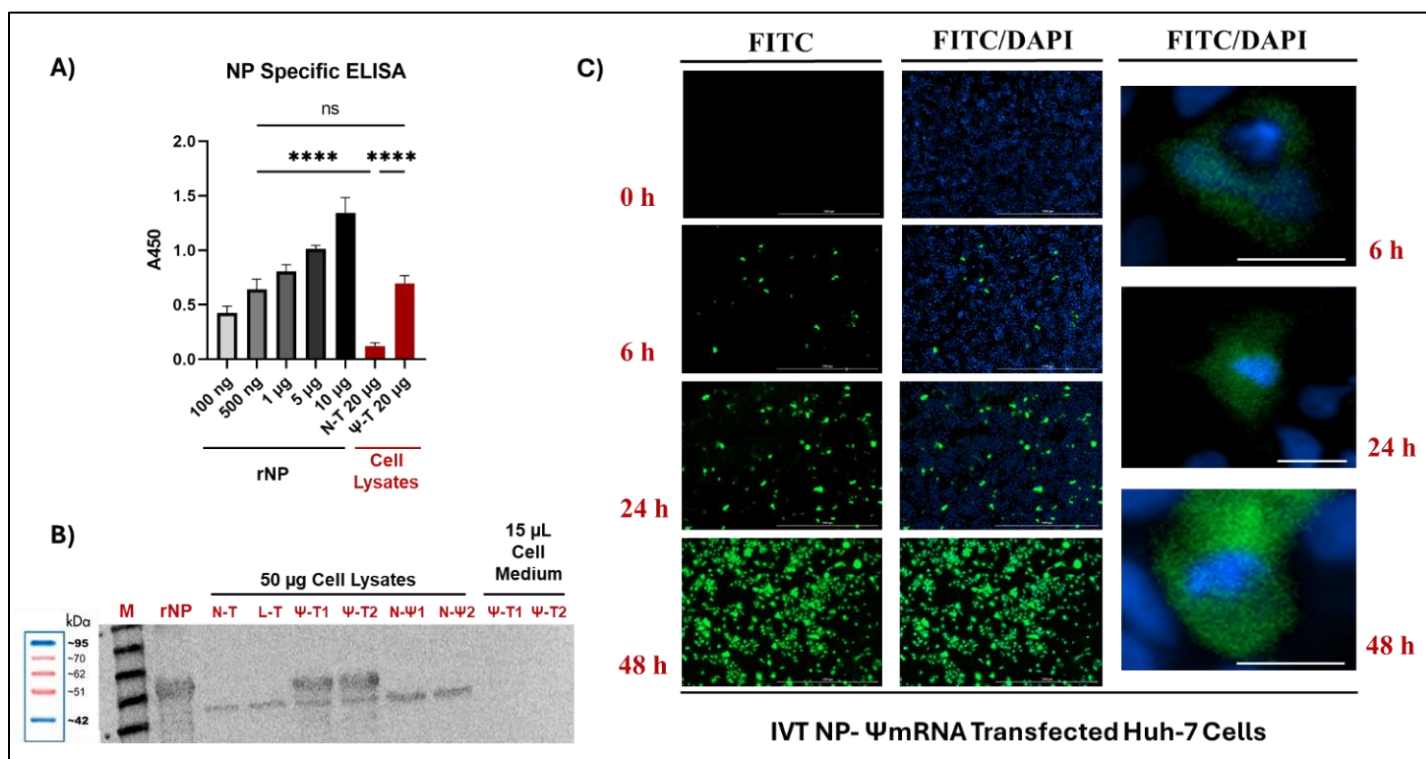 A)
NP Specific ELISA
ns
**** ****
2.0
1.5
1.0
0.5
0.0
A450
100 ng
500 ng
1 µg
5 µg
10 µg
N-T 20 µg
Ψ-T 20 µg
rNP
Cell
Lysates
B)
15 µL
Cell
Medium
50 µg Cell Lysates
M rNP N-T L-T Ψ-T1 Ψ-T2 N-Ψ1 N-Ψ2 Ψ-T1 Ψ-T2
kDa
~95
~70
~62
~51
~42
C)
FITC FITC/DAPI FITC/DAPI
0 h
6 h
24 h
48 h
6 h
24 h
48 h
IVT NP- ΨmRNA Transfected Huh-7 Cells